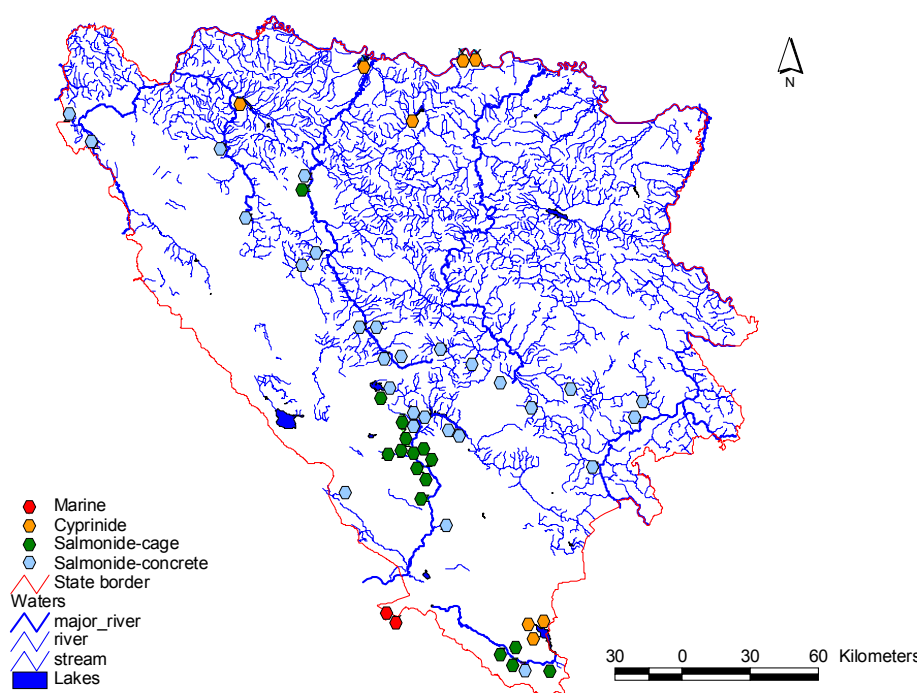 N
Marine
Cyprinide
Salmonide-cage
Salmonide-concrete
State border
Waters
major_river
river
stream
Lakes
30 0 30 60 Kilometers